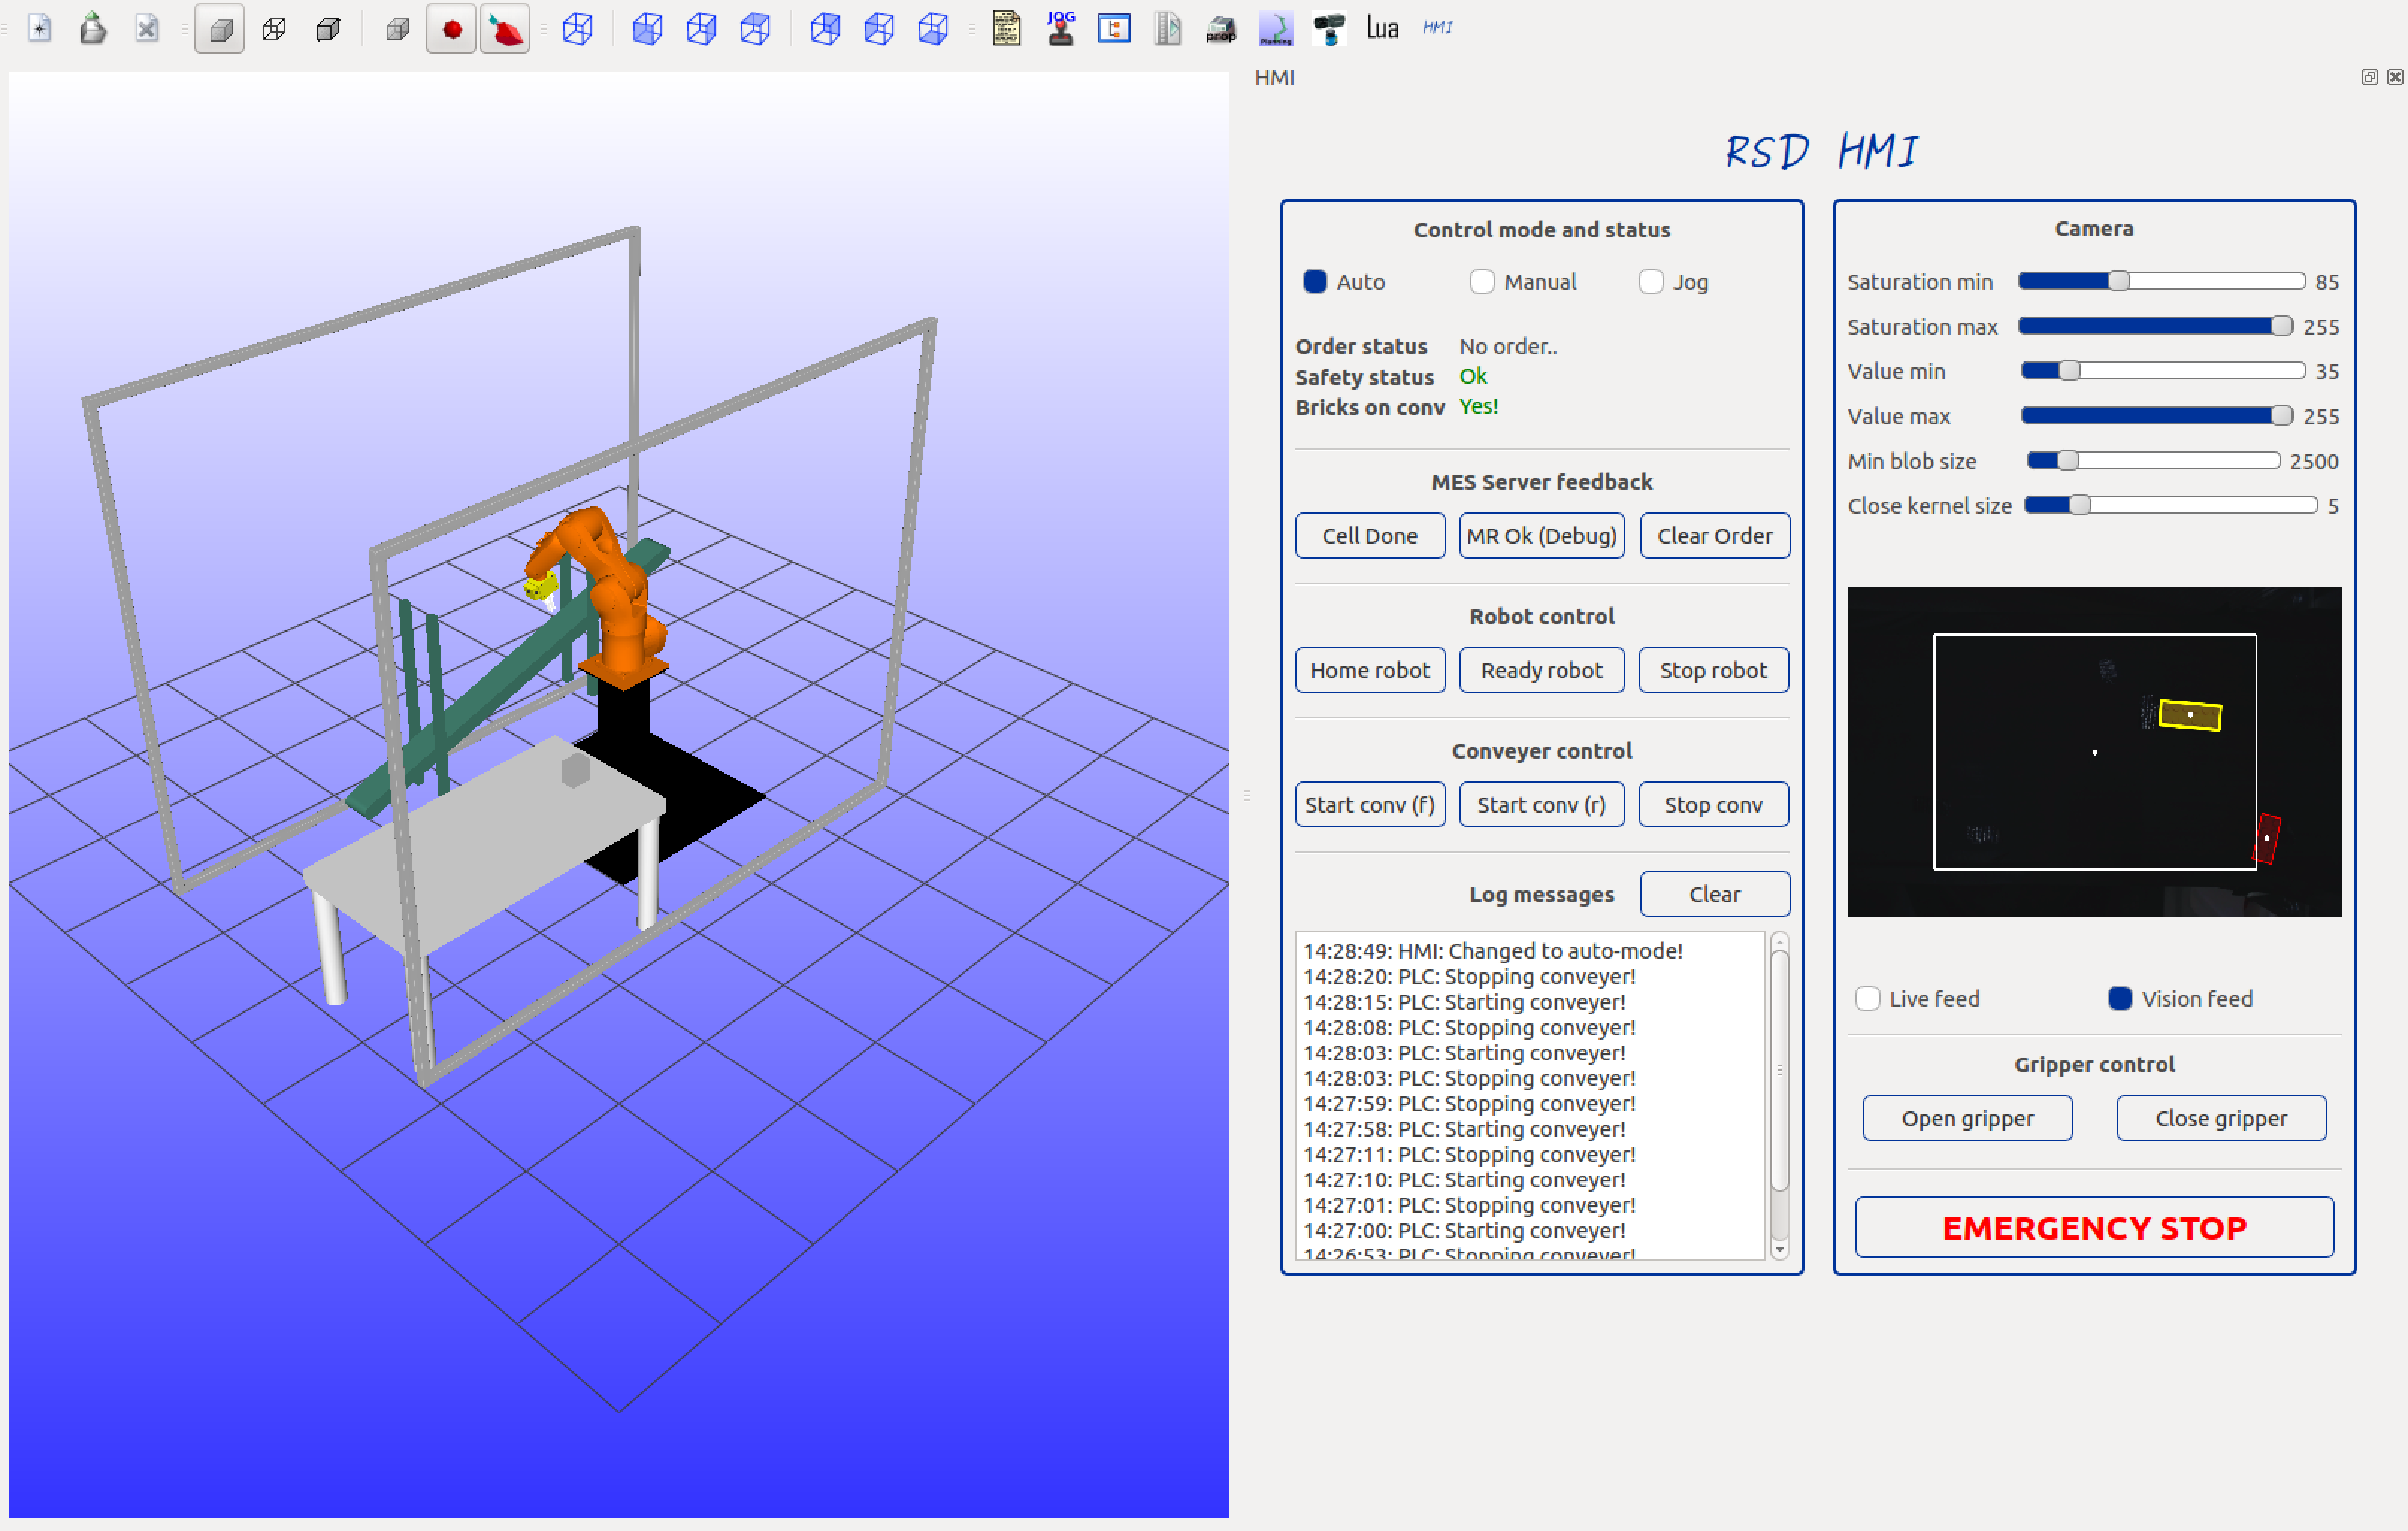 JOG
prop
Planning
Lua
HMI
HMI
RSD HMI
Control mode and status
Auto Manual Jog
Order status No order..
Safety status Ok
Bricks on conv Yes!
MES Server feedback
Cell Done MR Ok (Debug) Clear Order
Robot control
Home robot Ready robot Stop robot
Conveyer control
Start conv (f) Start conv (r) Stop conv
Log messages Clear
14:28:49: HMI: Changed to auto-mode!
14:28:20: PLC: Stopping conveyer!
14:28:15: PLC: Starting conveyer!
14:28:08: PLC: Stopping conveyer!
14:28:03: PLC: Starting conveyer!
14:28:03: PLC: Stopping conveyer!
14:27:59: PLC: Stopping conveyer!
14:27:58: PLC: Starting conveyer!
14:27:11: PLC: Stopping conveyer!
14:27:10: PLC: Starting conveyer!
14:27:01: PLC: Stopping conveyer!
14:27:00: PLC: Starting conveyer!
14:26:53: PLC: Stopping conveyer!
Camera
Saturation min 85
Saturation max 255
Value min 35
Value max 255
Min blob size 2500
Close kernel size 5
Live feed Vision feed
Gripper control
Open gripper Close gripper
EMERGENCY STOP